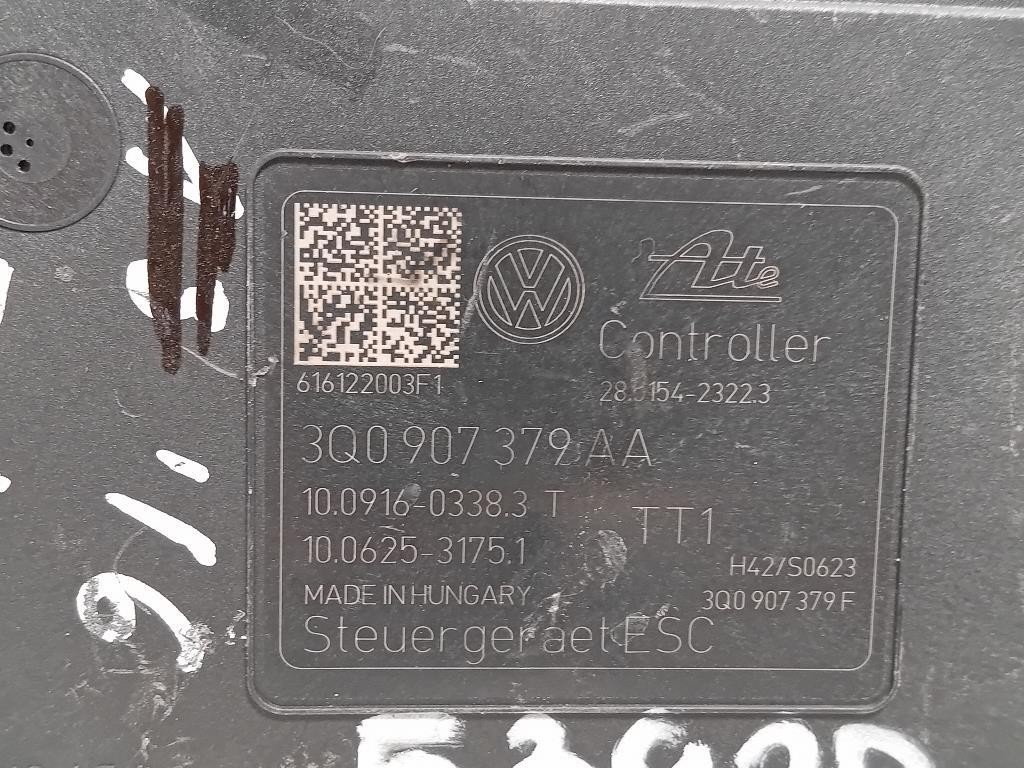 Ate
Controller
616122003F1
28.5154-2322.3
3Q0 907 379 AA
10.0916-0338.3 T
TT1
10.0625-3175.1
H42/S0623
MADE IN HUNGARY
3Q0 907 379 F
Steuergeraet ESC